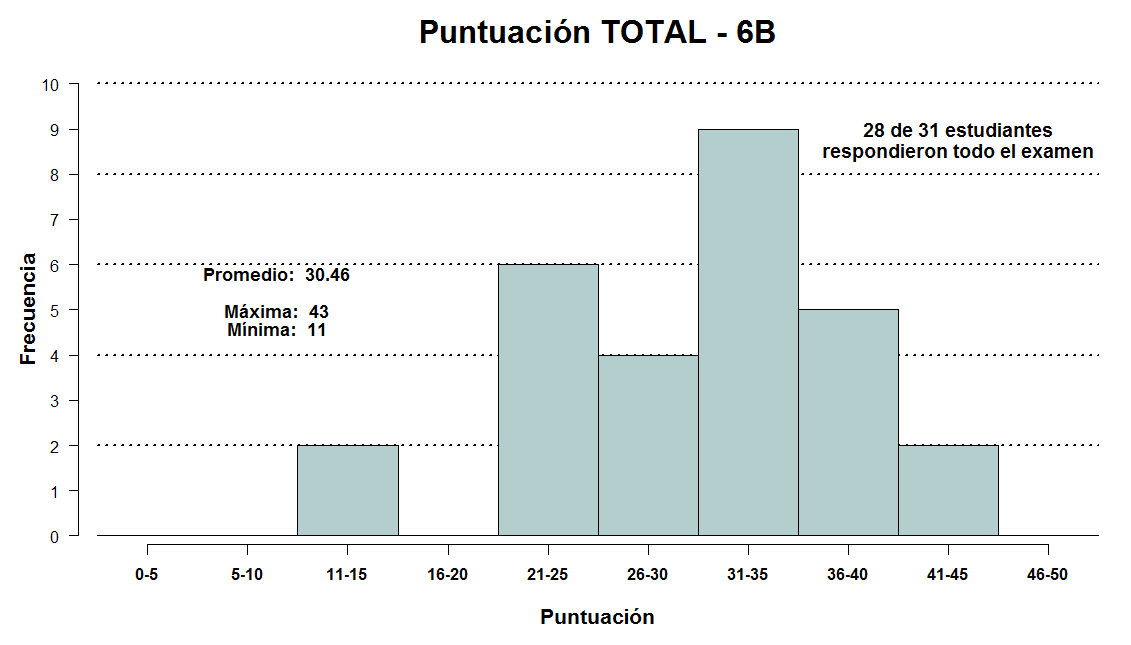 Puntuación TOTAL - 6B
10
9
8
7
6
5
4
3
2
1
0
Frecuencia
28 de 31 estudiantes
respondieron todo el examen
Promedio: 30.46
Máxima: 43
Mínima: 11
0-5 5-10 11-15 16-20 21-25 26-30 31-35 36-40 41-45 46-50
Puntuación